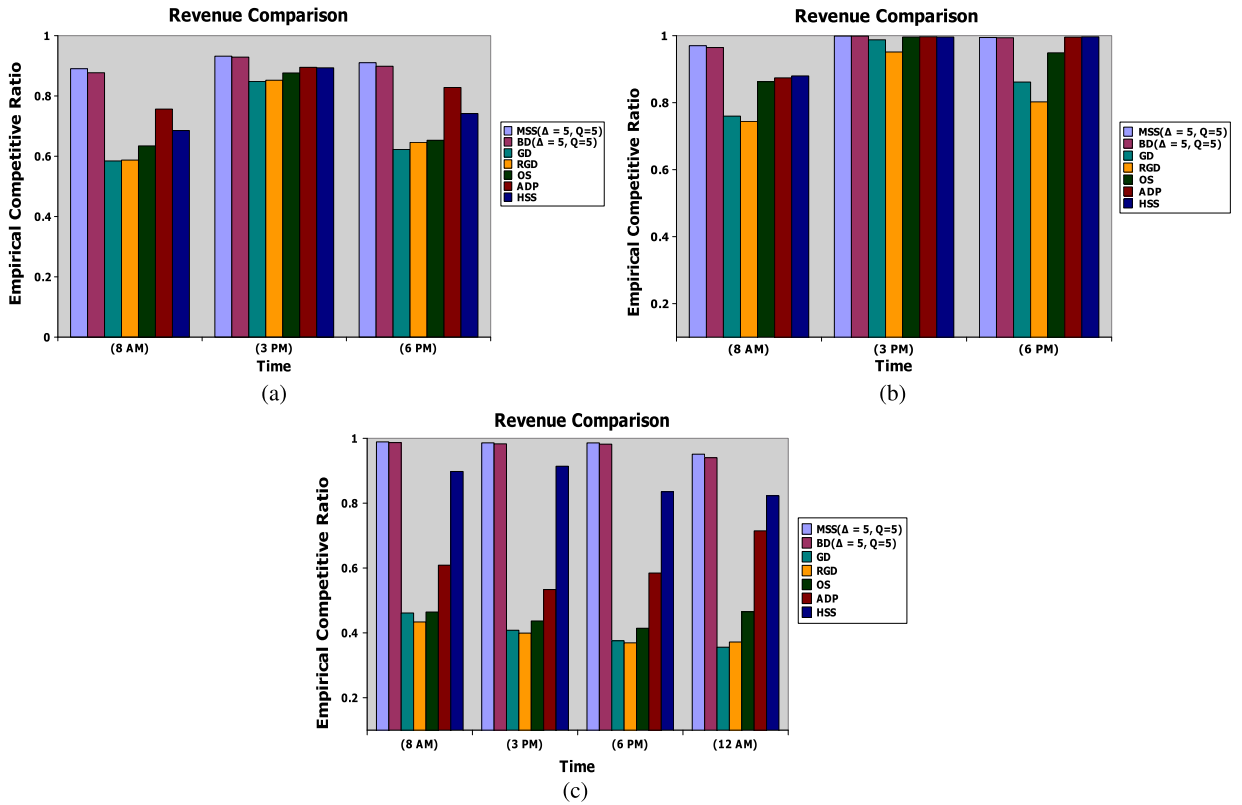 Revenue Comparison
Empirical Competitive Ratio
1
0.8
0.6
0.4
0.2
0
(8 AM) (3 PM) (6 PM)
Time
MSS(Δ = 5, Q=5)
BD(Δ = 5, Q=5)
GD
RGD
OS
ADP
HSS
(a)
Revenue Comparison
Empirical Competitive Ratio
1
0.8
0.6
0.4
0.2
(8 AM) (3 PM) (6 PM)
Time
MSS(Δ = 5, Q=5)
BD(Δ = 5, Q=5)
GD
RGD
OS
ADP
HSS
(b)
Revenue Comparison
Empirical Competitive Ratio
1
0.8
0.6
0.4
0.2
(8 AM) (3 PM) (6 PM) (12 AM)
Time
MSS(Δ = 5, Q=5)
BD(Δ = 5, Q=5)
GD
RGD
OS
ADP
HSS
(c)